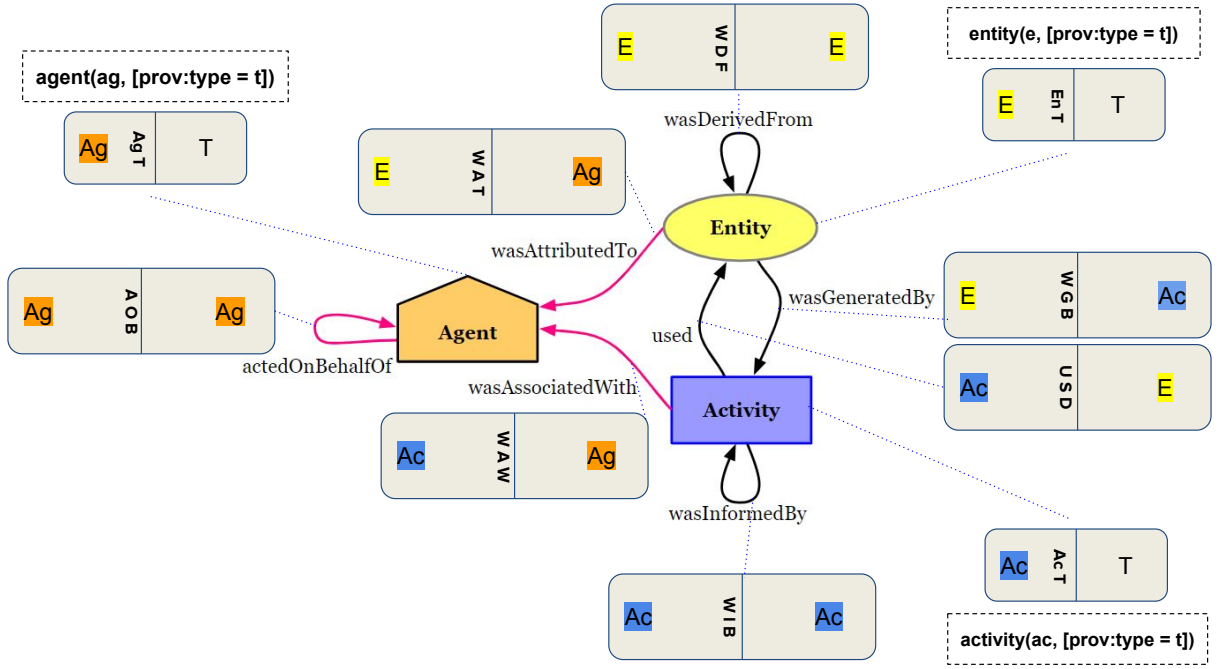 entity(e, [prov:type = t])
agent(ag, [prov:type = t])
E WDF E
E EnT T
Ag AgT T
wasDerivedFrom
E WAT Ag
Entity
wasAttributedTo
Ag AOB Ag
E WGB Ac
wasGeneratedBy
used
Agent
actedOnBehalfOf
wasAssociatedWith
Ac USD E
Activity
Ac WAW Ag
wasInformedBy
Ac AcT T
Ac WIB Ac
activity(ac, [prov:type = t])